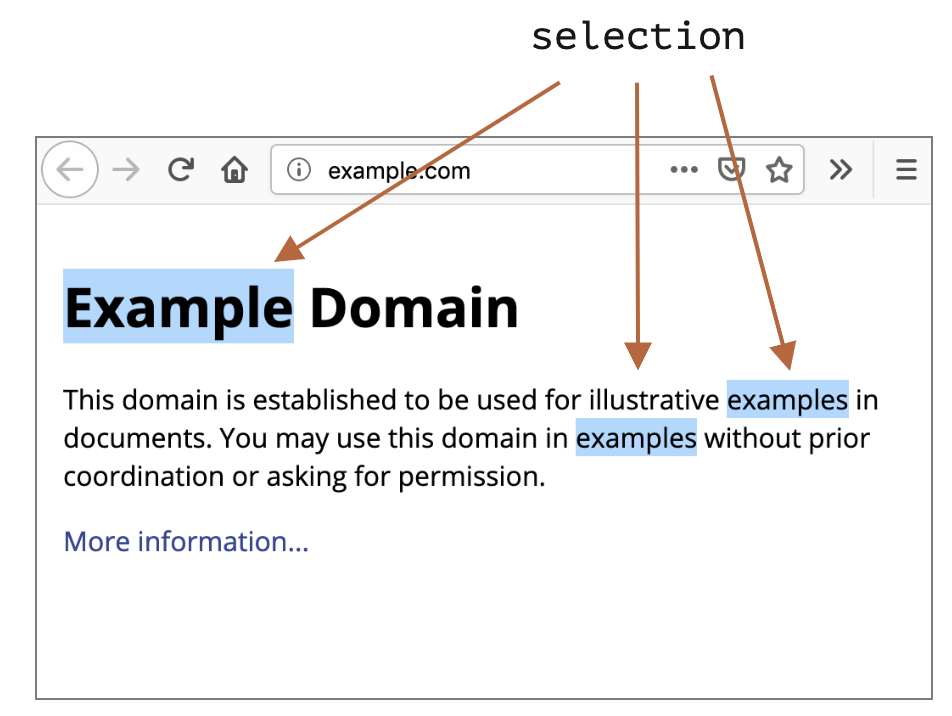 selection
example.com
Example Domain
This domain is established to be used for illustrative examples in
documents. You may use this domain in examples without prior
coordination or asking for permission.
More information...